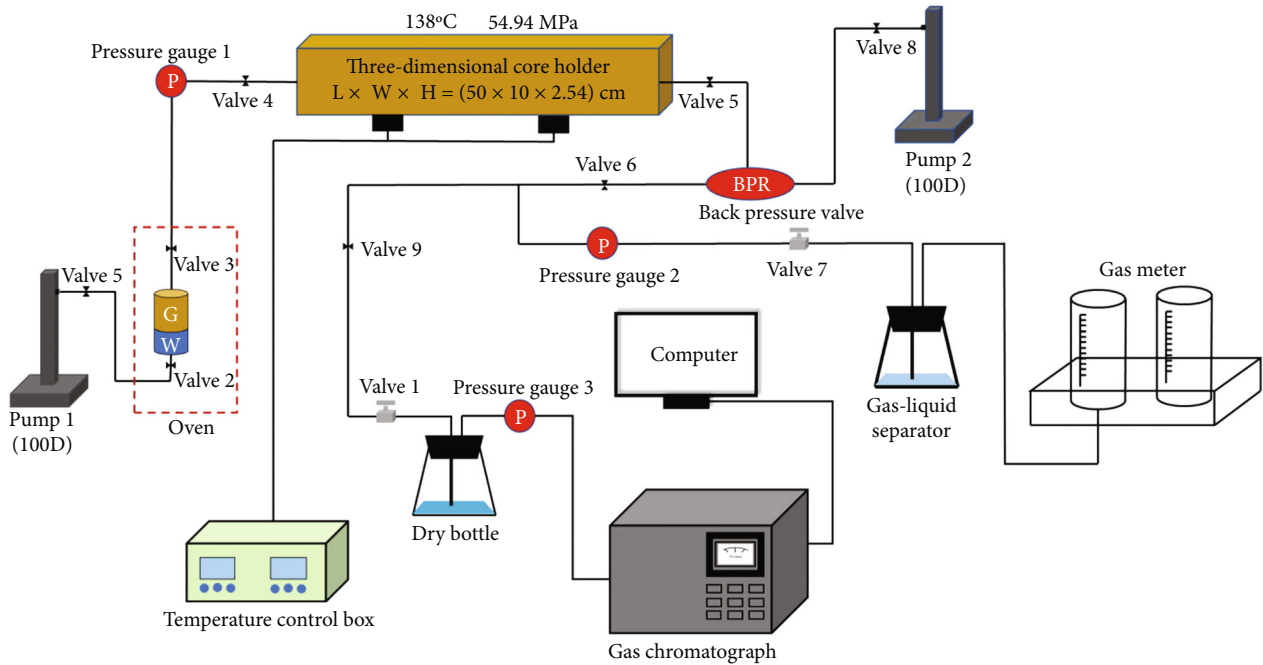 138°C 54.94 MPa
Pressure gauge 1
P
Valve 4
Three-dimensional core holder
L × W × H = (50 × 10 × 2.54) cm
Valve 5
Valve 8
Pump 2
(100D)
Valve 6
BPR
Back pressure valve
Valve 9
P
Pressure gauge 2
Valve 7
Gas meter
Valve 5
Valve 3
G
W
Valve 2
Pump 1
(100D)
Oven
Computer
Valve 1
Pressure gauge 3
P
Gas-liquid
separator
Dry bottle
Temperature control box
Gas chromatograph